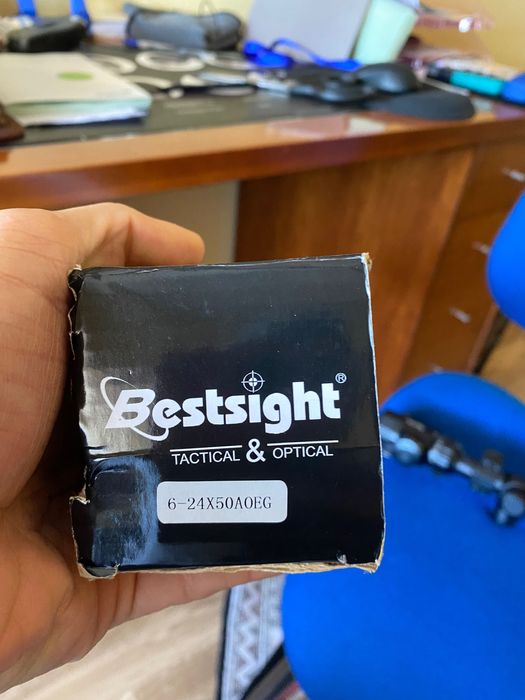 Bestsight®
TACTICAL & OPTICAL
6-24X50AOEG